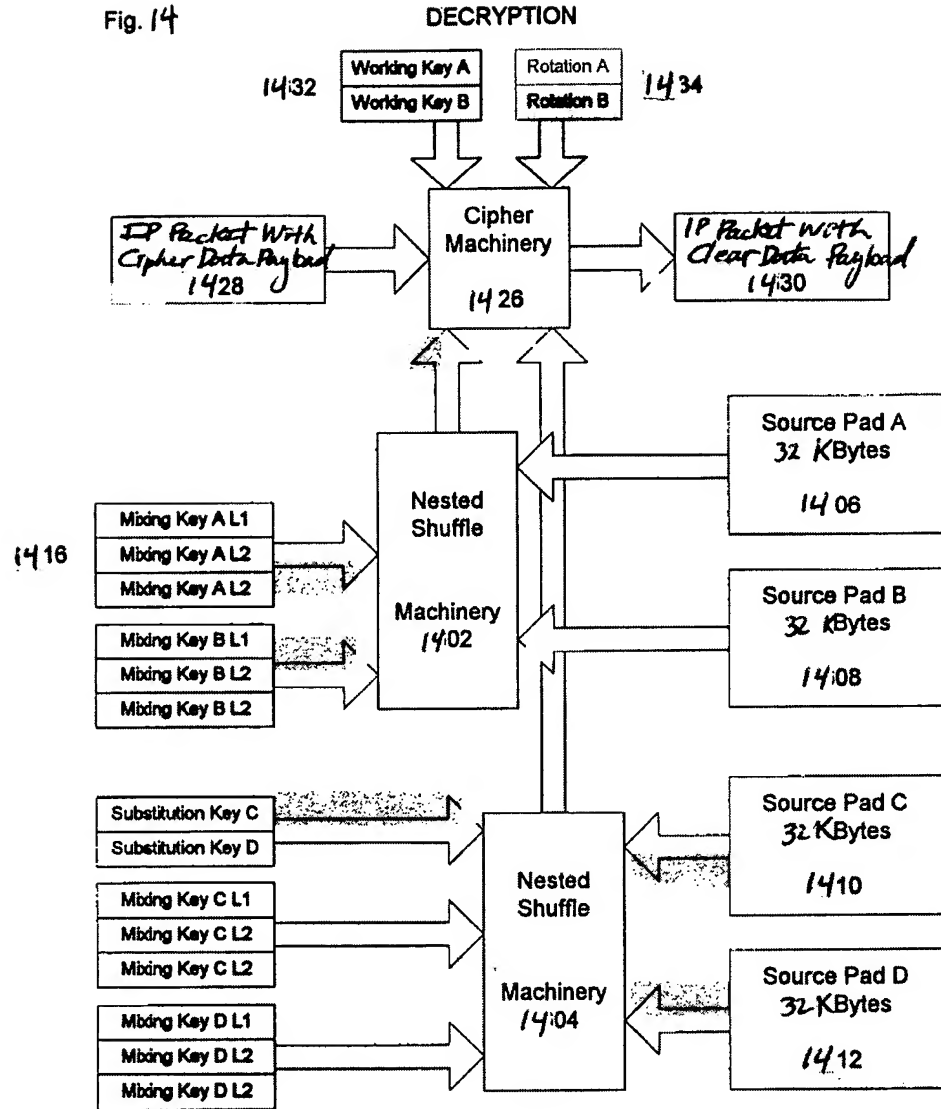 Fig. 14
DECRYPTION
1432
Working Key A
Working Key B
Rotation A
Rotation B
1434
IP Packet With
Cipher Data Payload
1428
Cipher
Machinery
1426
IP Packet with
Clear Data Payload
1430
Source Pad A
32 KBytes
1406
Nested
Shuffle
Machinery
1402
1416
Mixing Key A L1
Mixing Key A L2
Mixing Key A L2
Mixing Key B L1
Mixing Key B L2
Mixing Key B L2
Source Pad B
32 KBytes
1408
Substitution Key C
Substitution Key D
Mixing Key C L1
Mixing Key C L2
Mixing Key C L2
Mixing Key D L1
Mixing Key D L2
Mixing Key D L2
Nested
Shuffle
Machinery
1404
Source Pad C
32 KBytes
1410
Source Pad D
32 KBytes
1412